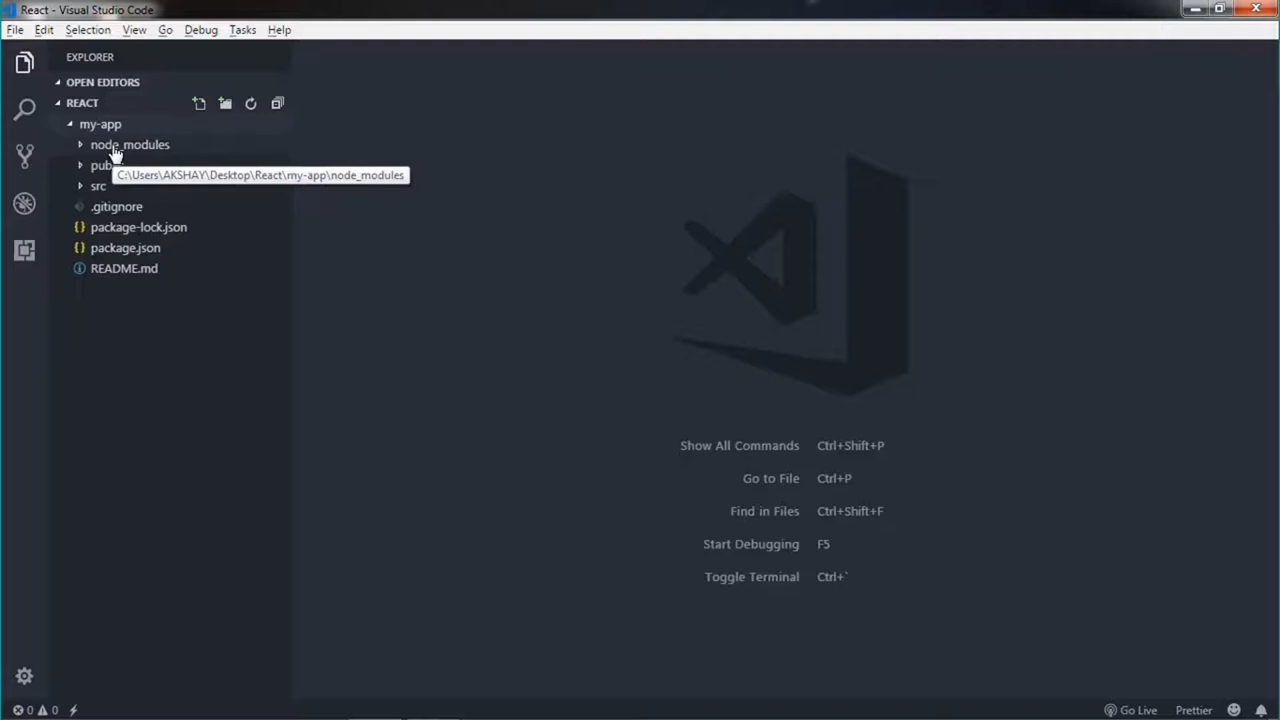 React - Visual Studio Code
File Edit Selection View Go Debug Tasks Help
EXPLORER
OPEN EDITORS
REACT
my-app
node_modules
C:\Users\AKSHAY\Desktop\React\my-app\node_modules
src
.gitignore
{} package-lock.json
{} package.json
README.md
Show All Commands Ctrl+Shift+P
Go to File Ctrl+P
Find in Files Ctrl+Shift+F
Start Debugging F5
Toggle Terminal Ctrl+`
0 0 Go Live Prettier